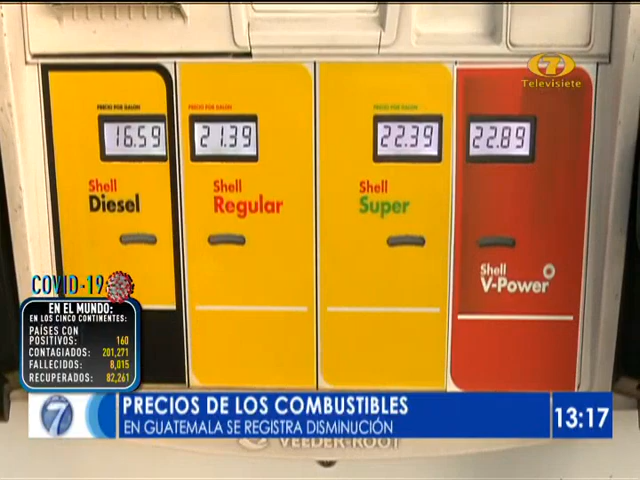 7
Televisiete
PRECIO POR GALON
PRECIO POR GALON
PRECIO POR GALON
16.59
21.39
22.39
22.89
Shell
Diesel
Shell
Regular
Shell
Super
Shell
V-Power
COVID-19
EN EL MUNDO:
EN LOS CINCO CONTINENTES:
PAÍSES CON
POSITIVOS: 160
CONTAGIADOS: 201,271
FALLECIDOS: 8,015
RECUPERADOS: 82,261
7
PRECIOS DE LOS COMBUSTIBLES
EN GUATEMALA SE REGISTRA DISMINUCIÓN
13:17
VEEDER-ROOT